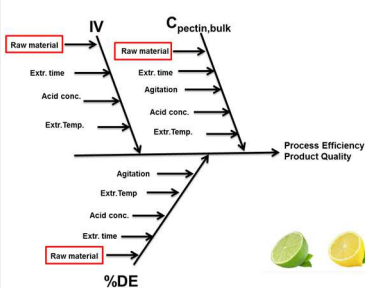 IV
Raw material
Extr. time
Acid conc.
Extr.Temp.
Cpectin,bulk
Raw material
Extr. time
Agitation
Acid conc.
Extr.Temp.
Process Efficiency
Product Quality
Agitation
Extr.Temp
Acid conc.
Extr. time
Raw material
%DE